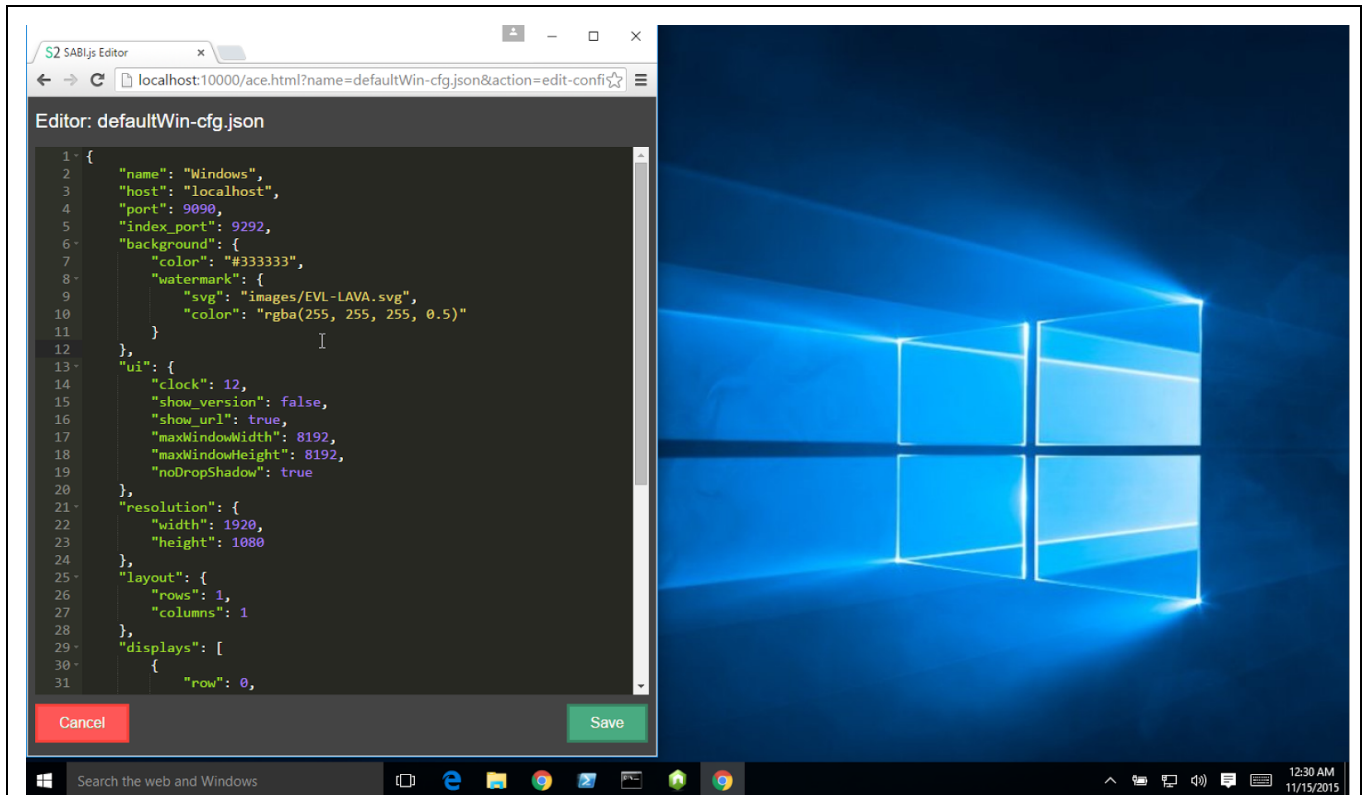 S2 SABI.js Editor
localhost:10000/ace.html?name=defaultWin-cfg.json&action=edit-confi
Editor: defaultWin-cfg.json
1 {
2 "name": "Windows",
3 "host": "localhost",
4 "port": 9090,
5 "index_port": 9292,
6 "background": {
7 "color": "#333333",
8 "watermark": {
9 "svg": "images/EVL-LAVA.svg",
10 "color": "rgba(255, 255, 255, 0.5)"
11 }
12 },
13 "ui": {
14 "clock": 12,
15 "show_version": false,
16 "show_url": true,
17 "maxWindowWidth": 8192,
18 "maxWindowHeight": 8192,
19 "noDropShadow": true
20 },
21 "resolution": {
22 "width": 1920,
23 "height": 1080
24 },
25 "layout": {
26 "rows": 1,
27 "columns": 1
28 },
29 "displays": [
30 {
31 "row": 0,
Cancel
Save
Search the web and Windows
12:30 AM
11/15/2015